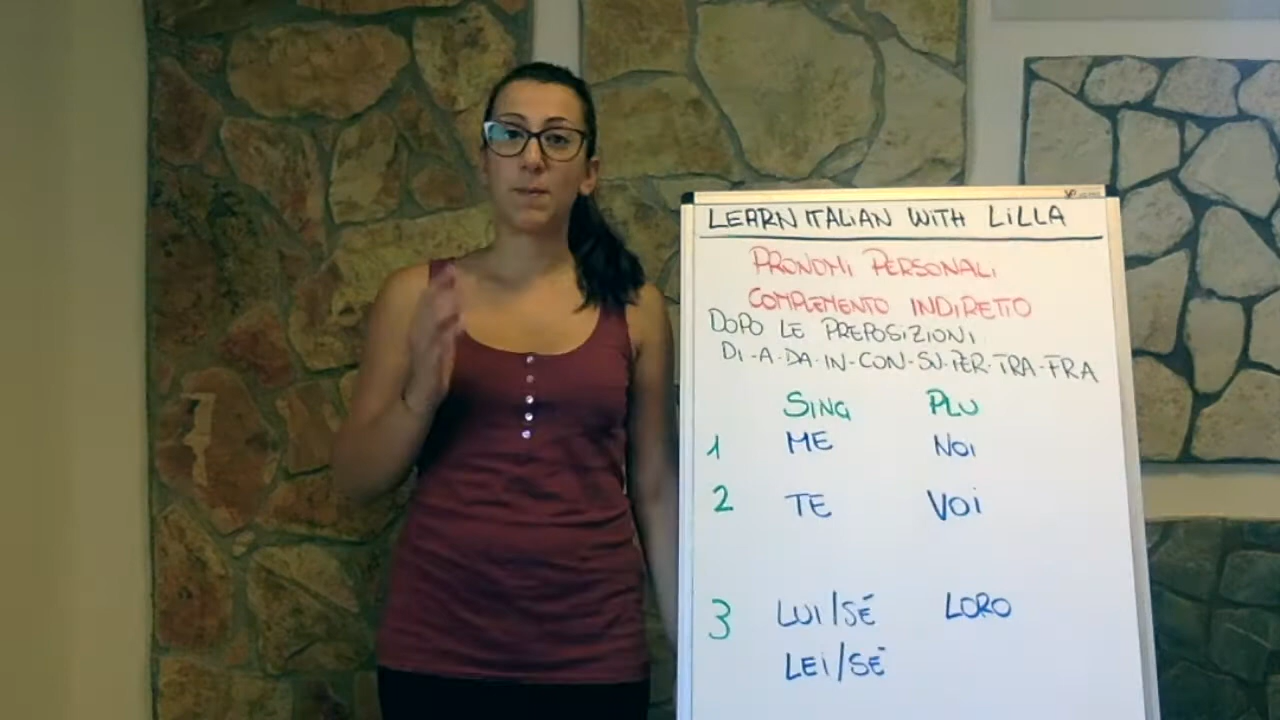 LEARN ITALIAN WITH LILLA
PRONOMI PERSONALI
COMPLEMENTO INDIRETTO
DOPO LE PREPOSIZIONI
DI-A-DA-IN-CON-SU-PER-TRA-FRA
SING PLU
1 ME NOI
2 TE VOI
3 LUI/SÉ LORO
LEI/SÉ